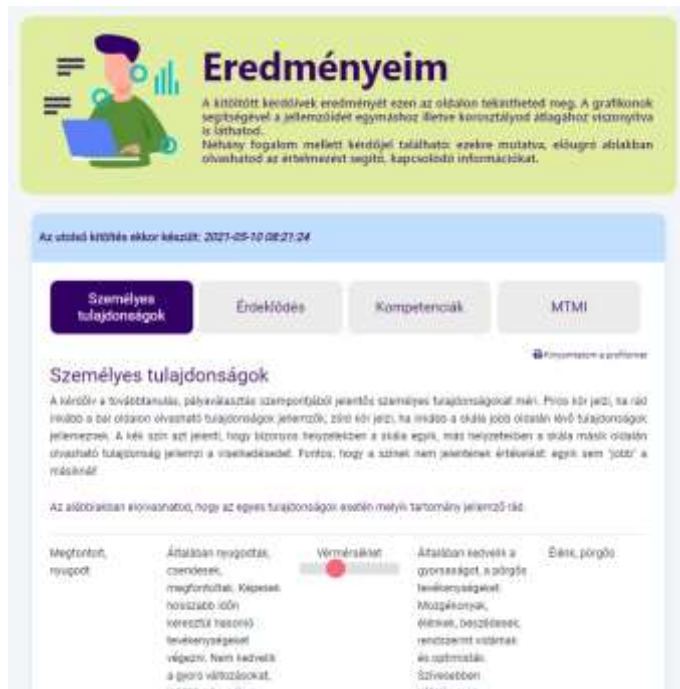 Eredményeim
A kitöltött kérdőívek eredményét ezen az oldalon tekintheted meg. A grafikonok
segítségével a jellemzőidet egymáshoz illetve korosztályod átlagához viszonyítva
is láthatod.
Néhány fogalom mellett kérdőjel található: ezekre mutatva, előugró ablakban
olvashatod az értelmezést segítő, kapcsolódó információkat.
Az utolsó kitöltés ekkor készült: 2021-05-10 08:21:24
Személyes
tulajdonságok
Érdeklődés
Kompetenciák
MTMI
Kinyomtatom a profilomat
Személyes tulajdonságok
A kérdőív a továbbtanulás, pályaválasztás szempontjából jelentős személyes tulajdonságokat mér. Piros kör jelzi, ha rád
inkább a bal oldalon olvasható tulajdonságok jellemzők, zöld kör jelzi, ha inkább a skála jobb oldalán lévő tulajdonságok
jellemeznek. A kék szín azt jelenti, hogy bizonyos helyzetekben a skála egyik, más helyzetekben a skála másik oldalán
olvasható tulajdonság jellemzi a viselkedésedet. Fontos, hogy a színek nem jelentenek értékelést: egyik sem 'jobb' a
másiknál!
Az alábbiakban elolvashatod, hogy az egyes tulajdonságok esetén melyik tartomány jellemző rád.
Megfontolt,
nyugodt
Általában nyugodtak,
csendesek,
megfontoltak. Képesek
hosszabb időn
keresztül hasonló
tevékenységeket
végezni. Nem kedvelik
a gyors változásokat,
Vérmérséklet
Általában kedvelik a
gyorsaságot, a pörgős
tevékenységeket.
Mozgékonyak,
élénkek, beszédesek,
rendszerint vidámak
és optimisták.
Szívesebben
Élénk, pörgős